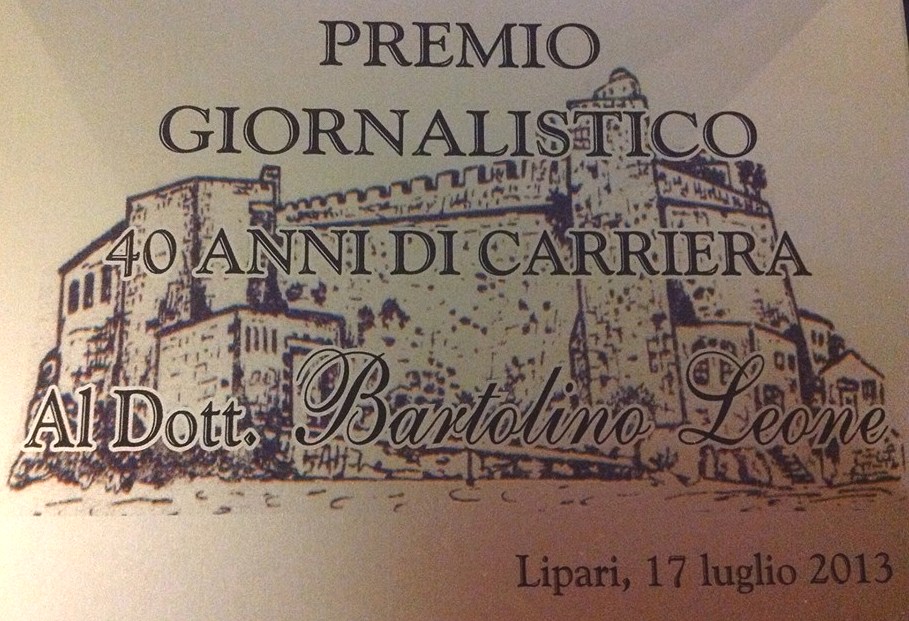 PREMIO
GIORNALISTICO
40 ANNI DI CARRIERA
Al Dott. Bartolino Leone
Lipari, 17 luglio 2013